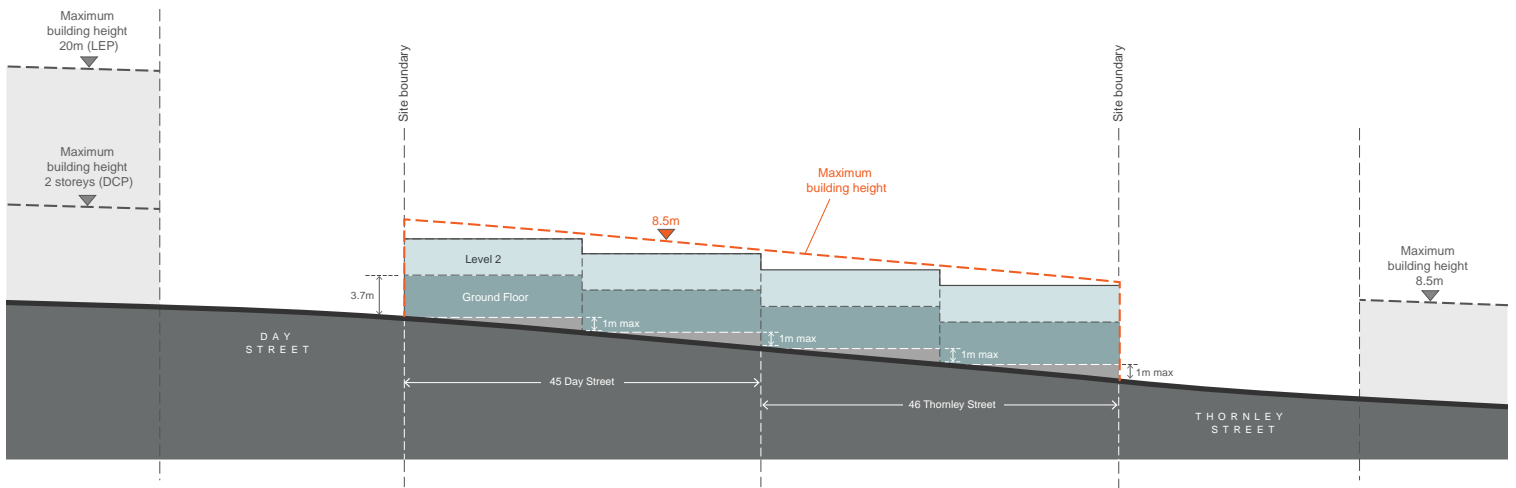 Maximum
building height
20m (LEP)
Maximum
building height
2 storeys (DCP)
Site boundary
Site boundary
Maximum
building height
8.5m
Maximum
building height
8.5m
Level 2
Ground Floor
3.7m
1m max
1m max
1m max
1m max
45 Day Street
46 Thornley Street
DAY
STREET
THORNLEY
STREET